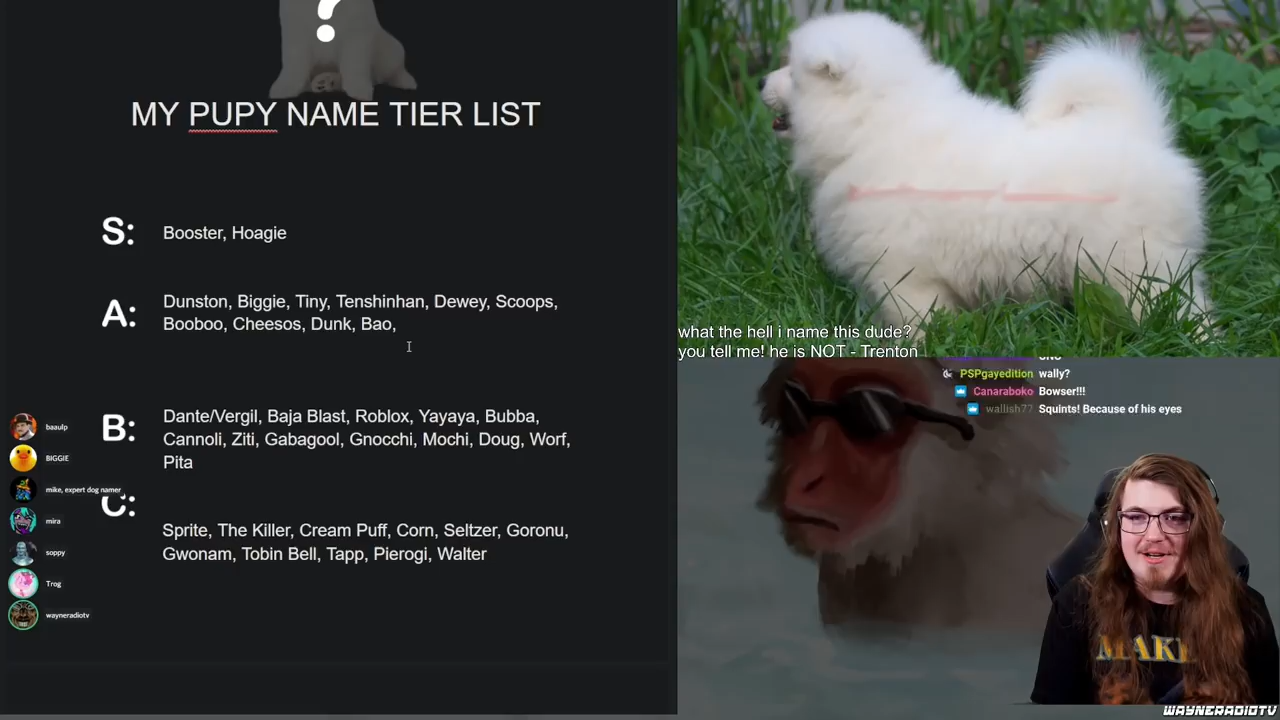 ?
MY PUPY NAME TIER LIST
S:
Booster, Hoagie
A:
Dunston, Biggie, Tiny, Tenshinhan, Dewey, Scoops,
Booboo, Cheesos, Dunk, Bao,
B:
Dante/Vergil, Baja Blast, Roblox, Yayaya, Bubba,
Cannoli, Ziti, Gabagool, Gnocchi, Mochi, Doug, Worf,
Pita
C:
Sprite, The Killer, Cream Puff, Corn, Seltzer, Goronu,
Gwonam, Tobin Bell, Tapp, Pierogi, Walter
baaulp
BIGGIE
mike, expert dog namer
mira
soppy
Trog
wayneradiotv
what the hell i name this dude?
you tell me! he is NOT - Trenton
PSPgayedition wally?
Canaraboko Bowser!!!
wallish77 Squints! Because of his eyes
MAK
WAYNERADIOTV